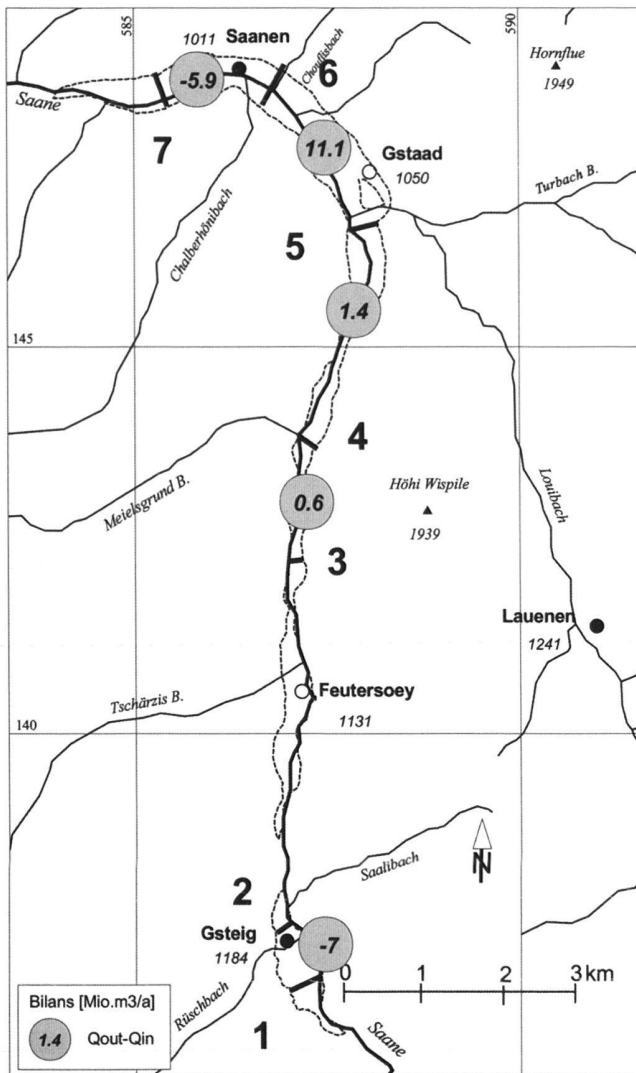 585
590
1011 Saanen
Chouflisbach
6
Hornflue
1949
-5.9
Saane
7
11.1
Gstaad
1050
Turbach B.
Chalberhönibach
5
1.4
145
4
Meielsgrund B.
0.6
Höhi Wispile
1939
Louibach
3
Lauenen
1241
Tschärzis B.
Feutersoey
1131
140
N
Saalibach
2
Gsteig
1184
-7
0 1 2 3 km
Rüschbach
1
Saane
Bilans [Mio.m3/a]
1.4 Qout-Qin